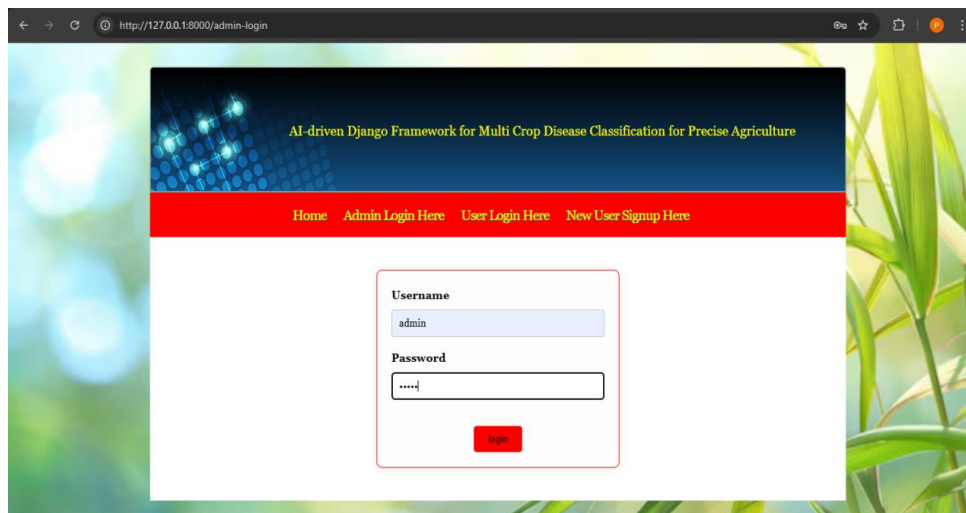 http://127.0.0.1:8000/admin-login
P
AI-driven Django Framework for Multi Crop Disease Classification for Precise Agriculture
Home Admin Login Here User Login Here New User Signup Here
Username
admin
Password
•••••
login